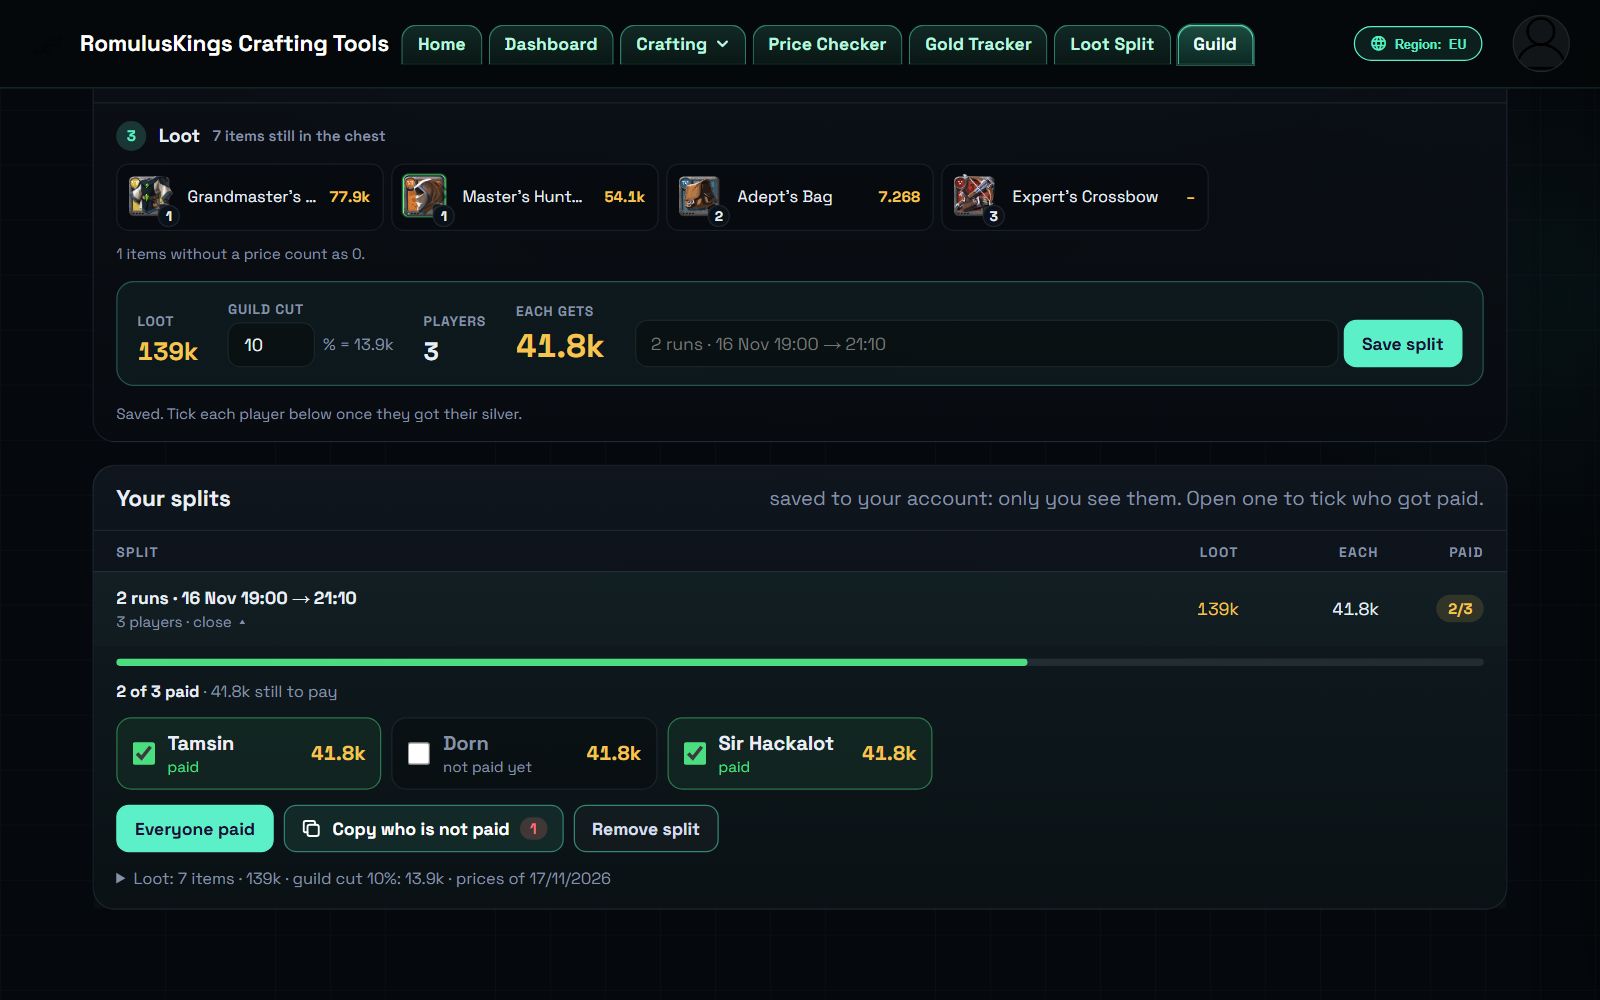 RomulusKings Crafting Tools
Home
Dashboard
Crafting
Price Checker
Gold Tracker
Loot Split
Guild
Region: EU
3 Loot 7 items still in the chest
1 Grandmaster's ... 77.9k
1 Master's Hunt... 54.1k
2 Adept's Bag 7.268
3 Expert's Crossbow –
1 items without a price count as 0.
LOOT
139k
GUILD CUT
10 % = 13.9k
PLAYERS
3
EACH GETS
41.8k
2 runs · 16 Nov 19:00 → 21:10
Save split
Saved. Tick each player below once they got their silver.
Your splits
saved to your account: only you see them. Open one to tick who got paid.
SPLIT LOOT EACH PAID
2 runs · 16 Nov 19:00 → 21:10
3 players · close ▴
139k 41.8k 2/3
2 of 3 paid · 41.8k still to pay
Tamsin
paid
41.8k
Dorn
not paid yet
41.8k
Sir Hackalot
paid
41.8k
Everyone paid
Copy who is not paid 1
Remove split
▶ Loot: 7 items · 139k · guild cut 10%: 13.9k · prices of 17/11/2026